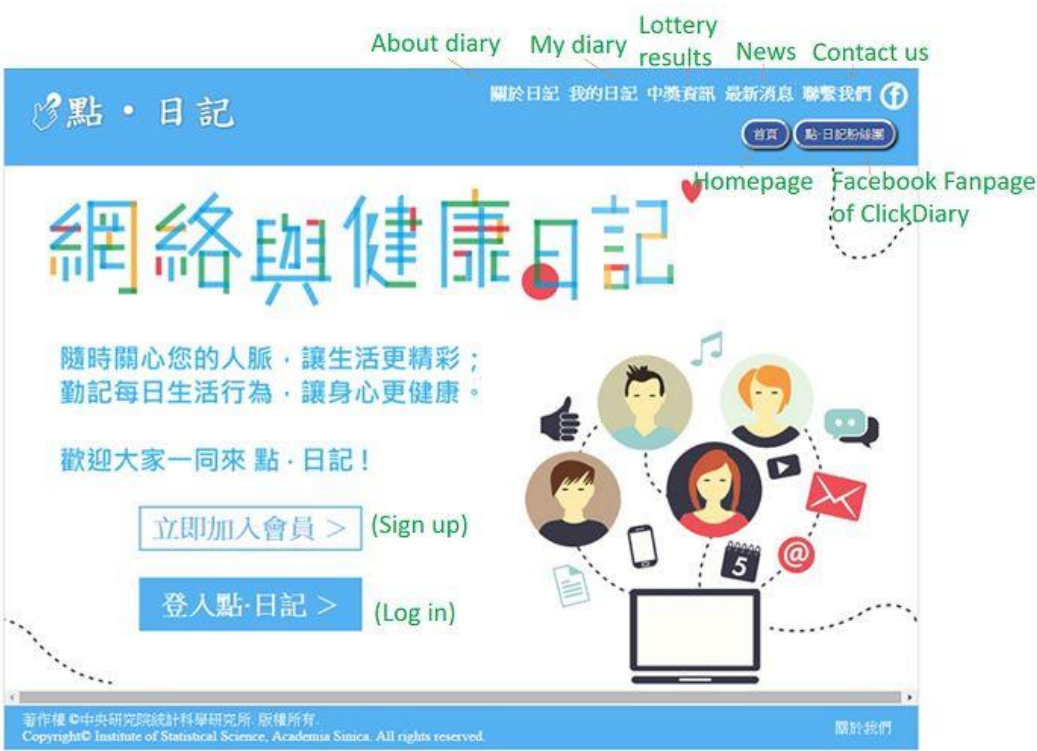 About diary My diary Lottery results News Contact us
點・日記
關於日記 我的日記 中獎資訊 最新消息 聯繫我們 f
首頁 點‧日記粉絲團
Homepage Facebook Fanpage of ClickDiary
網絡與健康日記
隨時關心您的人脈，讓生活更精彩；
勤記每日生活行為，讓身心更健康。
歡迎大家一同來 點‧日記！
立即加入會員 > (Sign up)
登入點‧日記 > (Log in)
5
@
著作權 ©中央研究院統計科學研究所. 版權所有.
Copyright© Institute of Statistical Science, Academia Sinica. All rights reserved.
關於我們